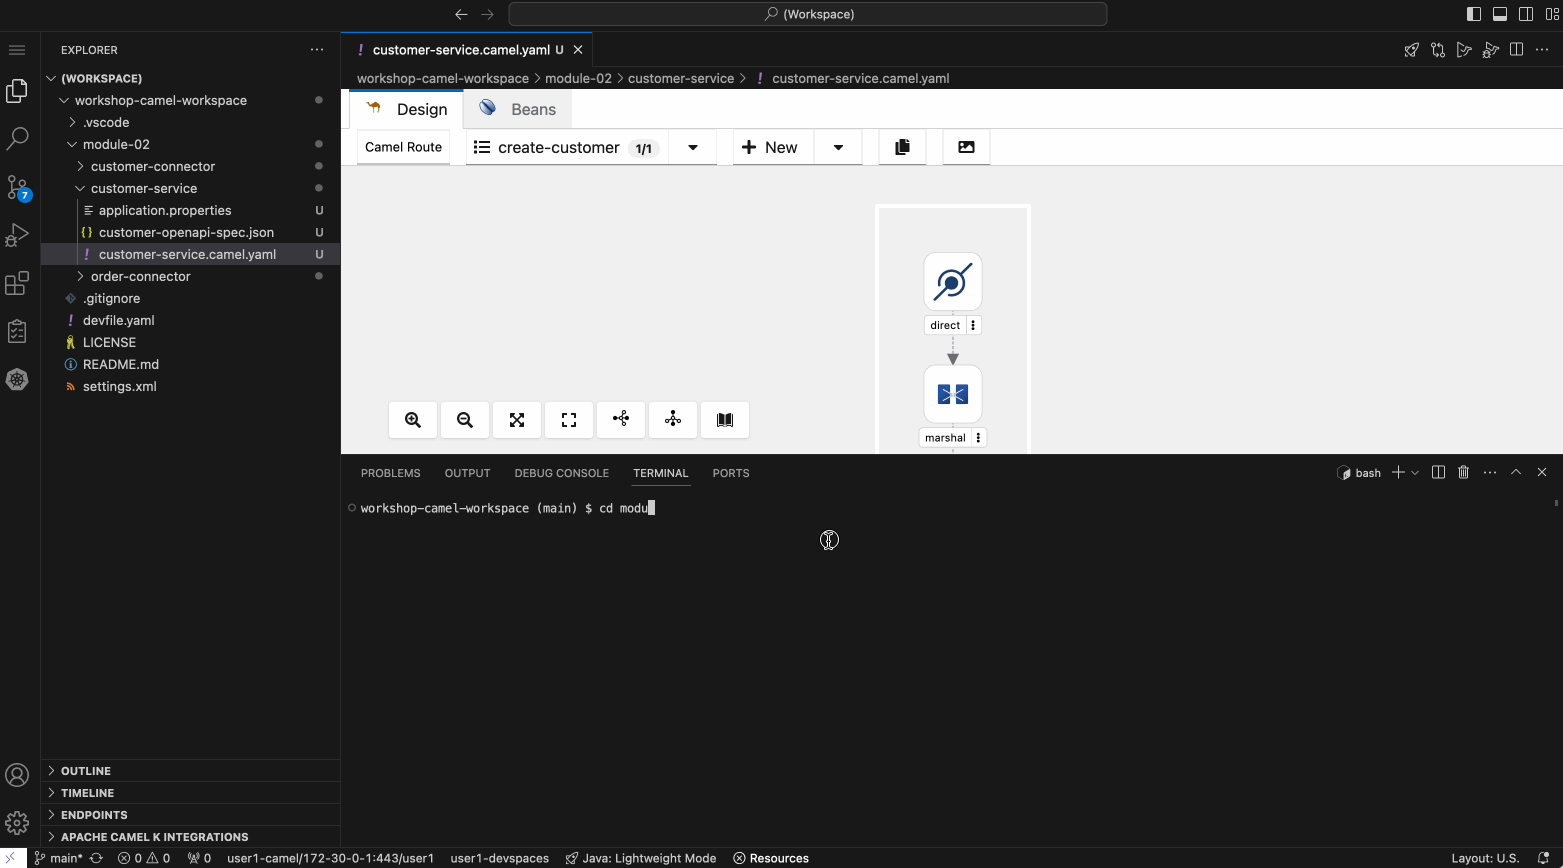 (Workspace)
EXPLORER
(WORKSPACE)
workshop-camel-workspace
.vscode
module-02
customer-connector
customer-service
application.properties U
{} customer-openapi-spec.json U
! customer-service.camel.yaml U
order-connector
.gitignore
! devfile.yaml
LICENSE
README.md
settings.xml
7
OUTLINE
TIMELINE
ENDPOINTS
APACHE CAMEL K INTEGRATIONS
! customer-service.camel.yaml U
workshop-camel-workspace > module-02 > customer-service > ! customer-service.camel.yaml
Design Beans
Camel Route create-customer 1/1 New
direct
marshal
PROBLEMS OUTPUT DEBUG CONSOLE TERMINAL PORTS bash
workshop-camel-workspace (main) $ cd modu
main* 0 0 0 user1-camel/172-30-0-1:443/user1 user1-devspaces Java: Lightweight Mode Resources Layout: U.S.